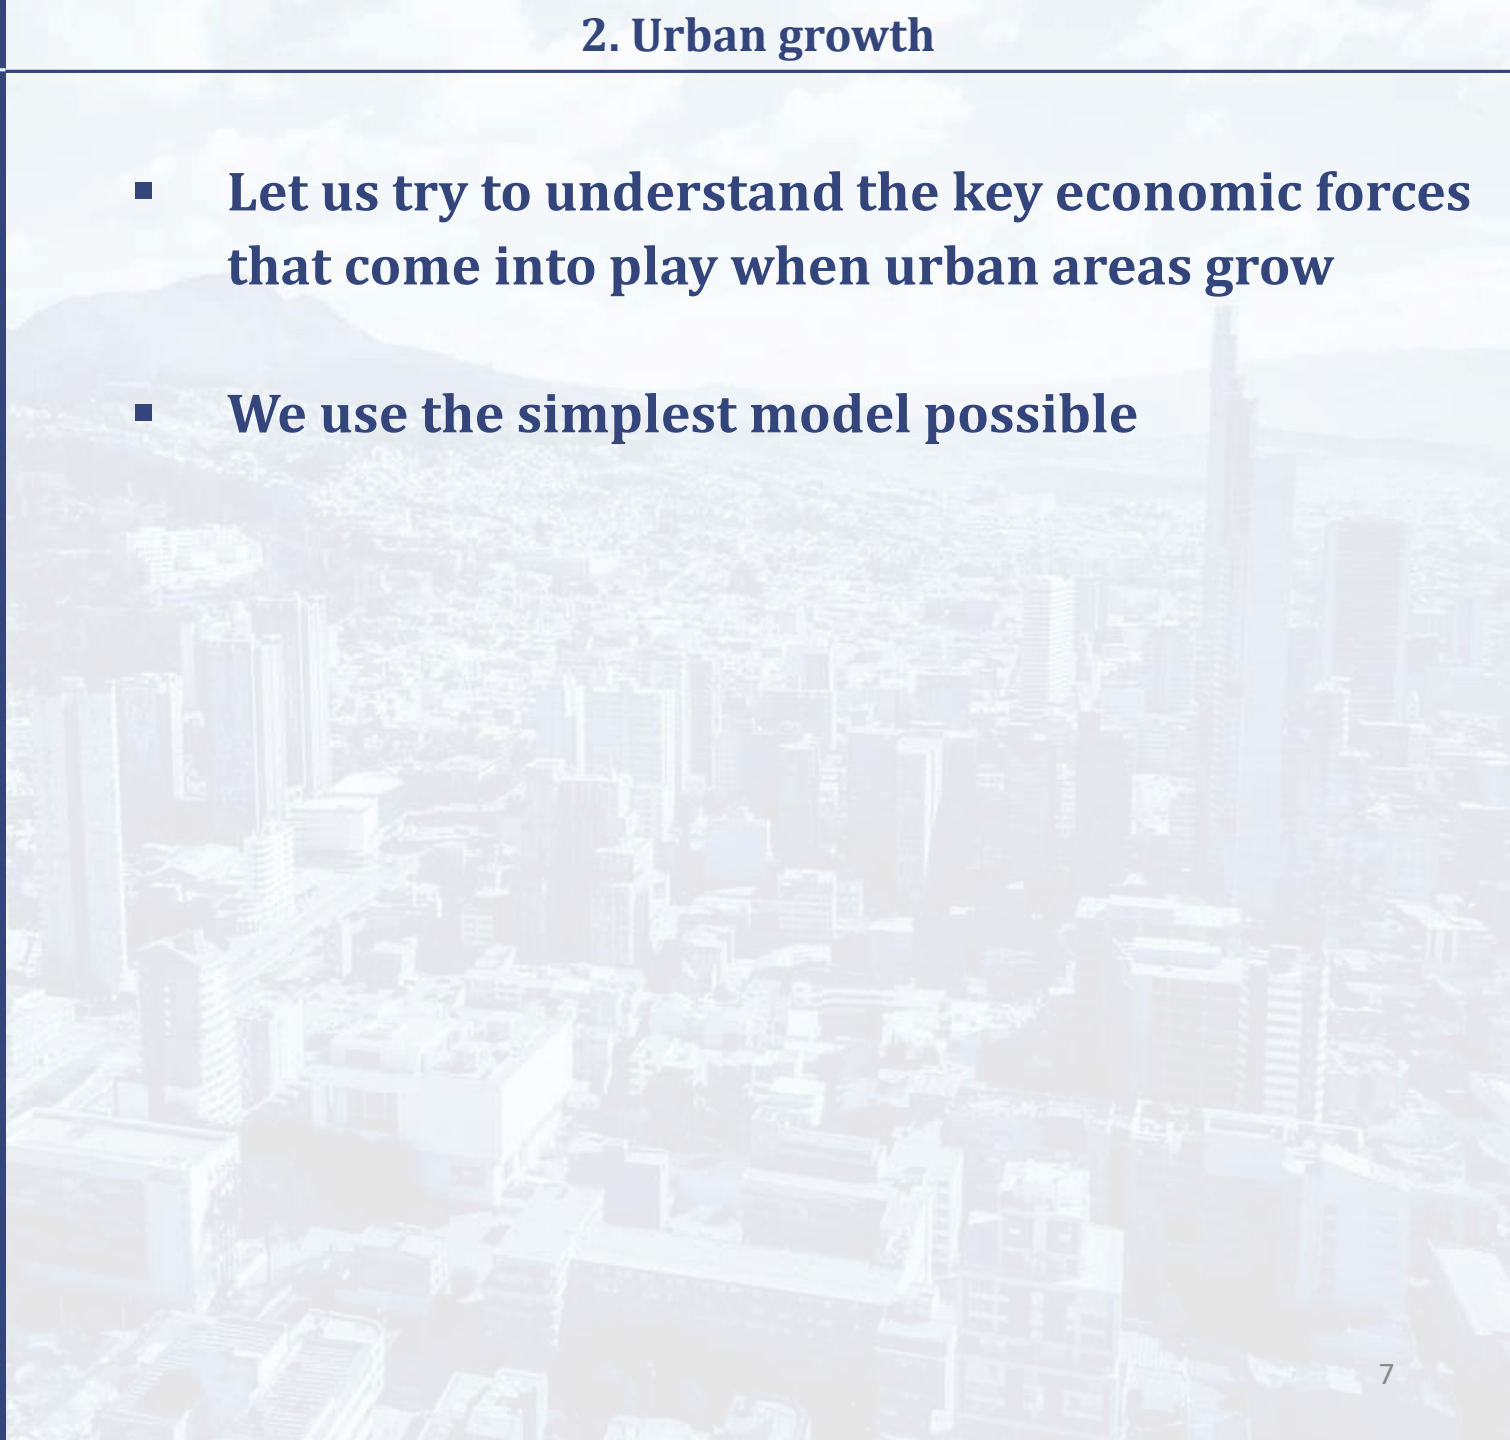 2. Urban growth
▪ Let us try to understand the key economic forces
that come into play when urban areas grow
▪ We use the simplest model possible
7